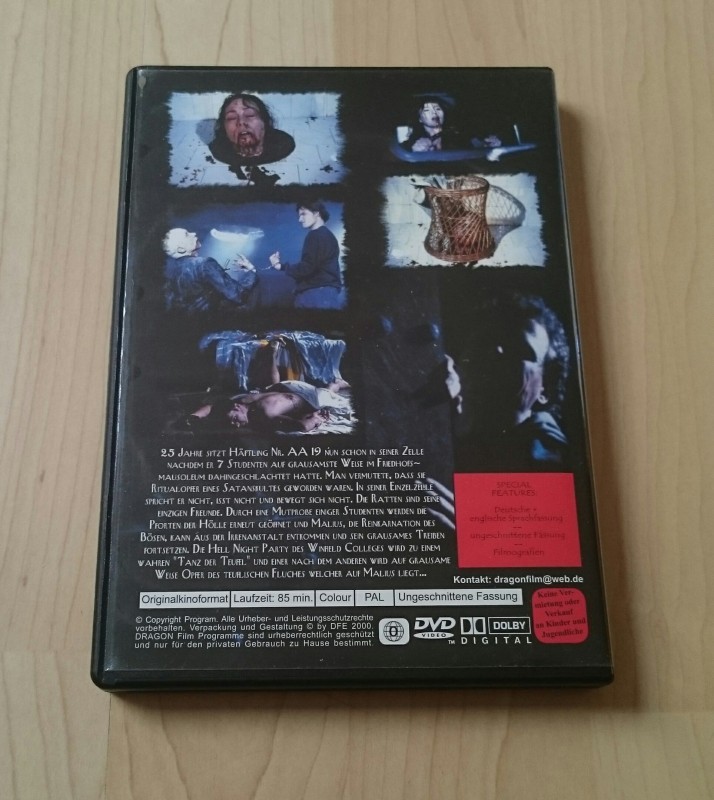 25 Jahre sitzt Häftling Nr. AA 19 nun schon in seiner Zelle
nachdem er 7 Studenten auf grausamste Weise im Friedhofs~
mausoleum dahingeschlachtet hatte. Man vermutete, dass sie
Ritualopfer eines Satanskultes geworden waren. In seiner Einzelzelle
spricht er nicht, isst nicht und bewegt sich nicht. Die Ratten sind seine
einzigen Freunde. Durch eine Mutprobe einger Studenten werden die
Pforten der Hölle erneut geöffnet und Malius, die Reinkarnation des
Bösen, kann aus der Irrenanstalt entkommen und sein grausames Treiben
fortsetzen. Die Hell Night Party des Winfield Colleges wird zu einem
wahren "Tanz der Teufel" und einer nach dem anderen wird auf grausame
Weise Opfer des teuflischen Fluches welcher auf Malius liegt...
SPECIAL
FEATURES:
Deutsche +
englische Sprachfassung
ungeschnittene Fassung
Filmografien
Kontakt: dragonfilm@web.de
Originalkinoformat Laufzeit: 85 min. Colour PAL Ungeschnittene Fassung
© Copyright Program. Alle Urheber- und Leistungsschutzrechte
vorbehalten. Verpackung und Gestaltung © by DFE 2000.
DRAGON Film Programme sind urheberrechtlich geschützt
und nur für den privaten Gebrauch zu Hause bestimmt.
0
DVD
VIDEO
TM
DOLBY
DIGITAL
Keine Ver-
mietung oder
Verkauf
an Kinder und
Jugendliche